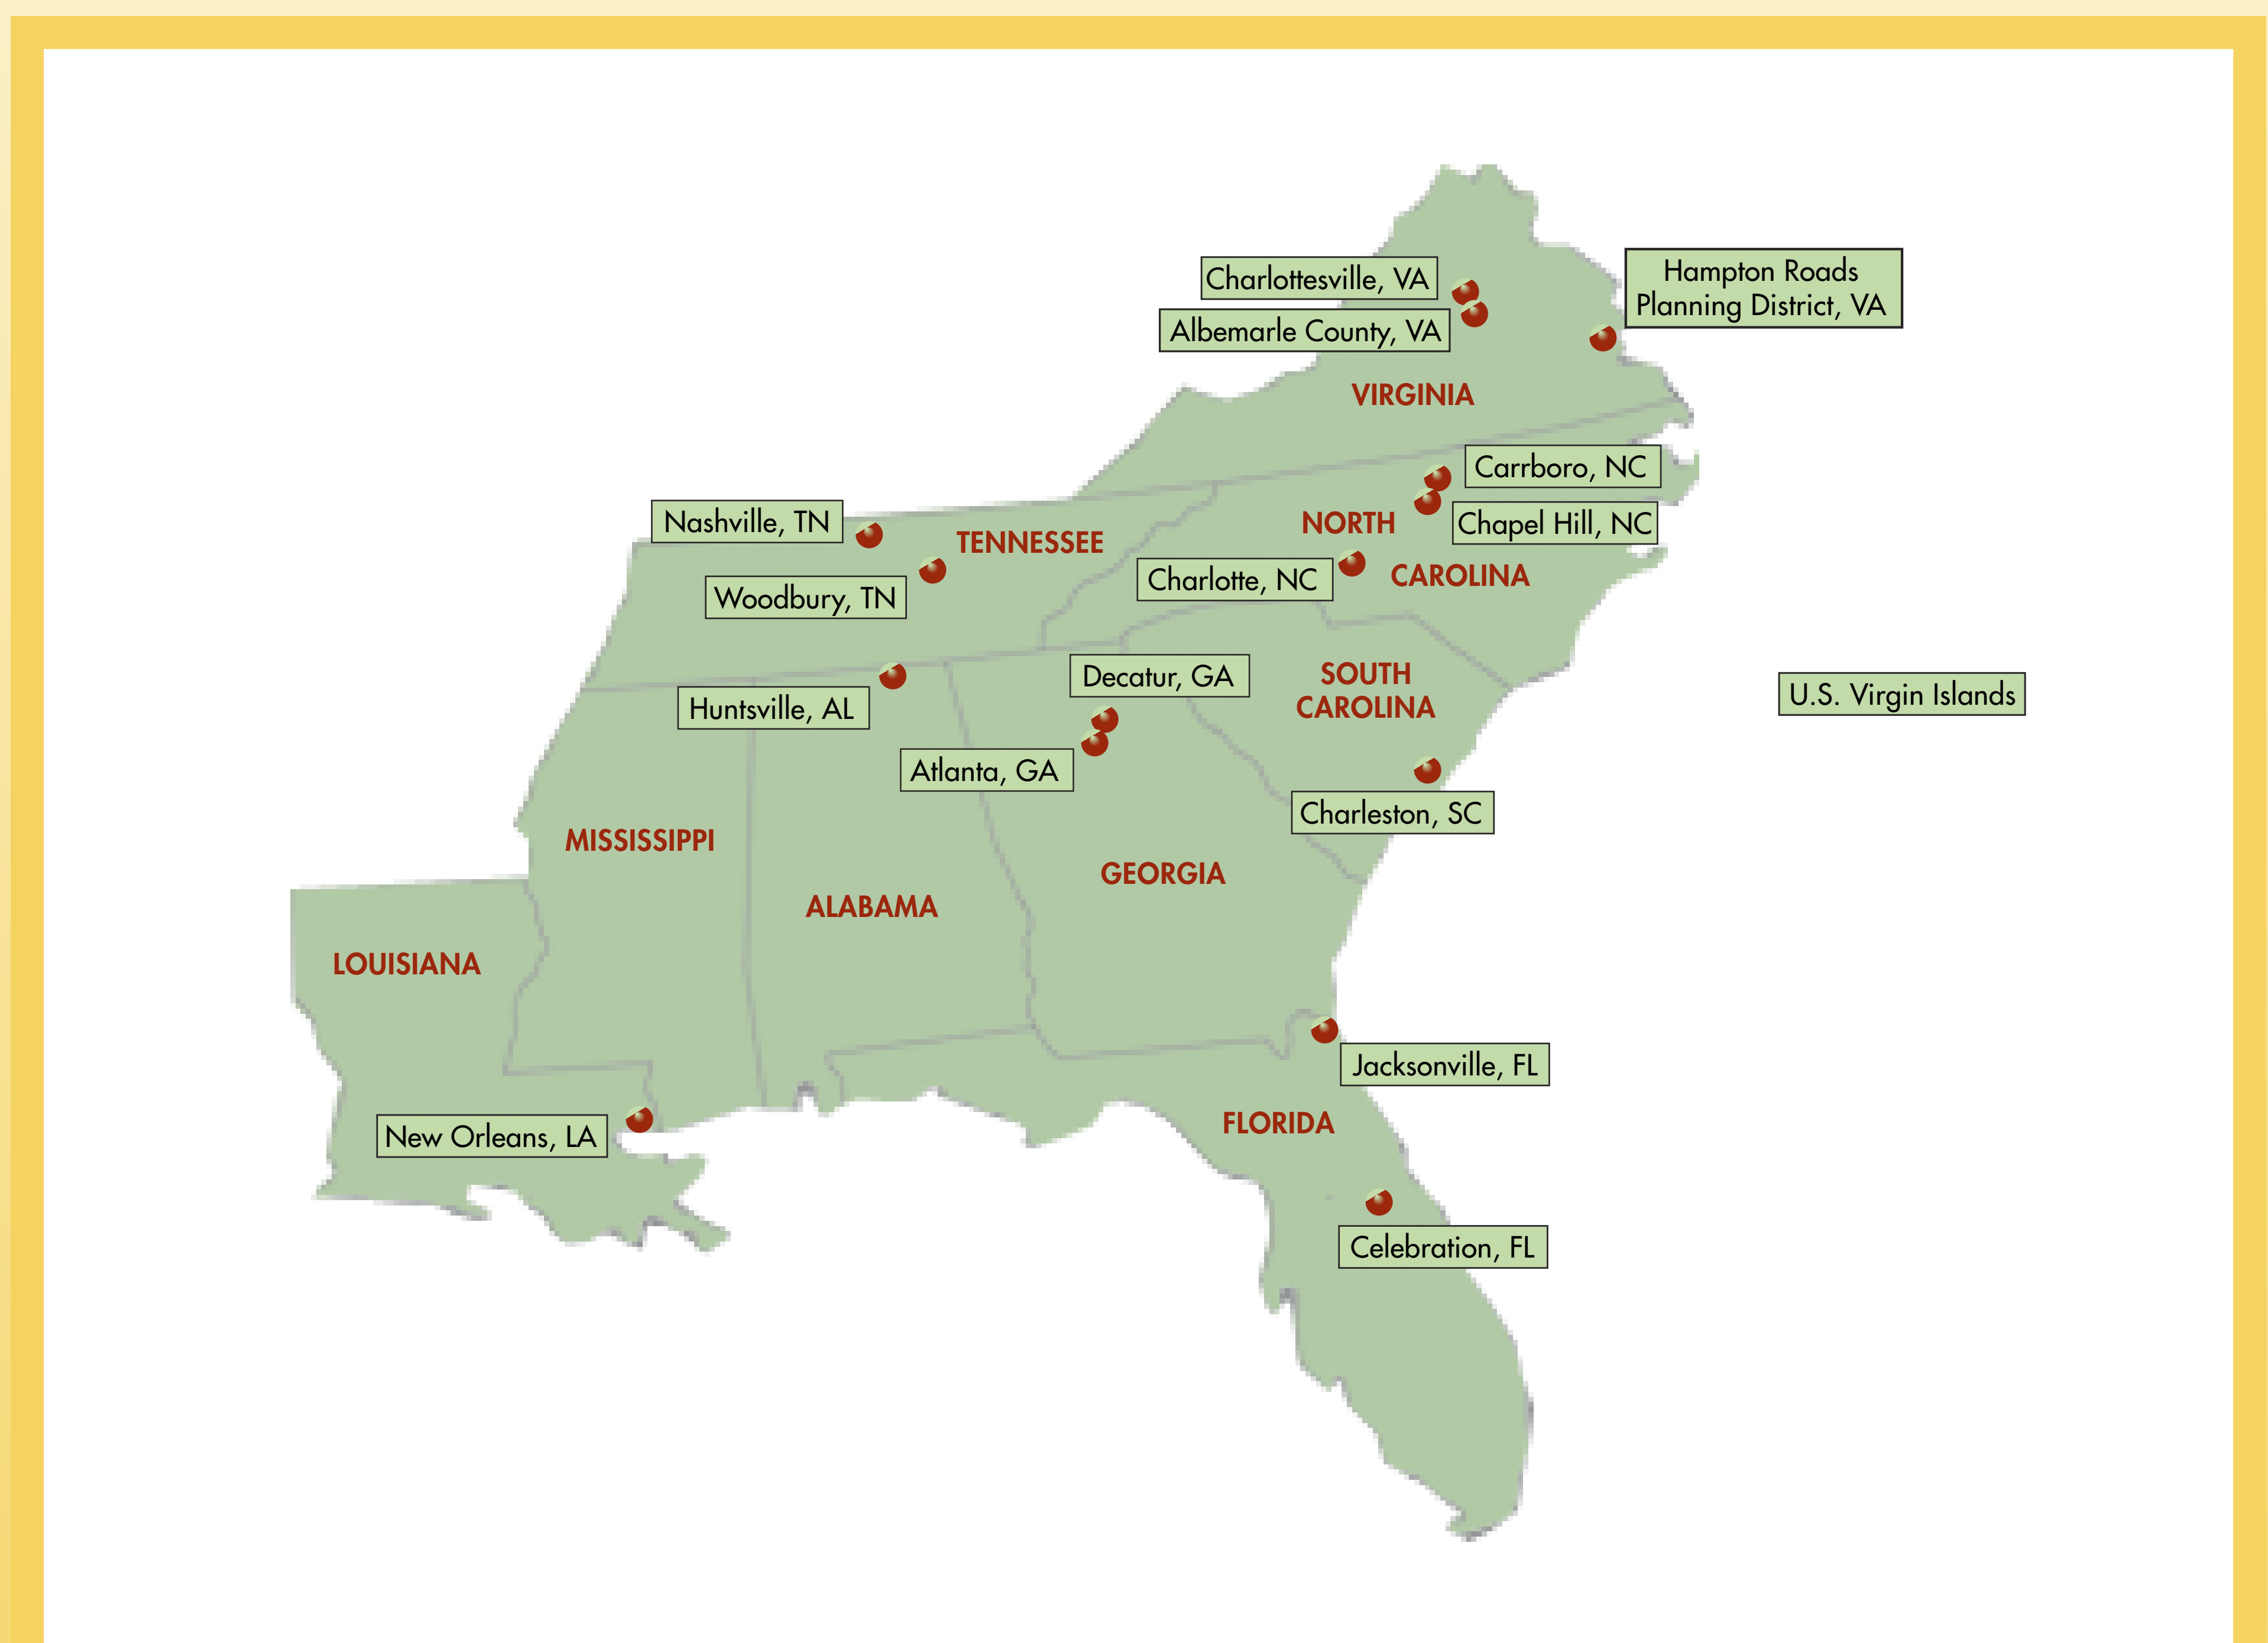 Charlottesville, VA
Hampton Roads
Planning District, VA
Albemarle County, VA
VIRGINIA
Carrboro, NC
Nashville, TN
TENNESSEE
NORTH
CAROLINA
Chapel Hill, NC
Woodbury, TN
Charlotte, NC
Decatur, GA
SOUTH
CAROLINA
U.S. Virgin Islands
Huntsville, AL
Atlanta, GA
Charleston, SC
MISSISSIPPI
GEORGIA
ALABAMA
LOUISIANA
Jacksonville, FL
New Orleans, LA
FLORIDA
Celebration, FL